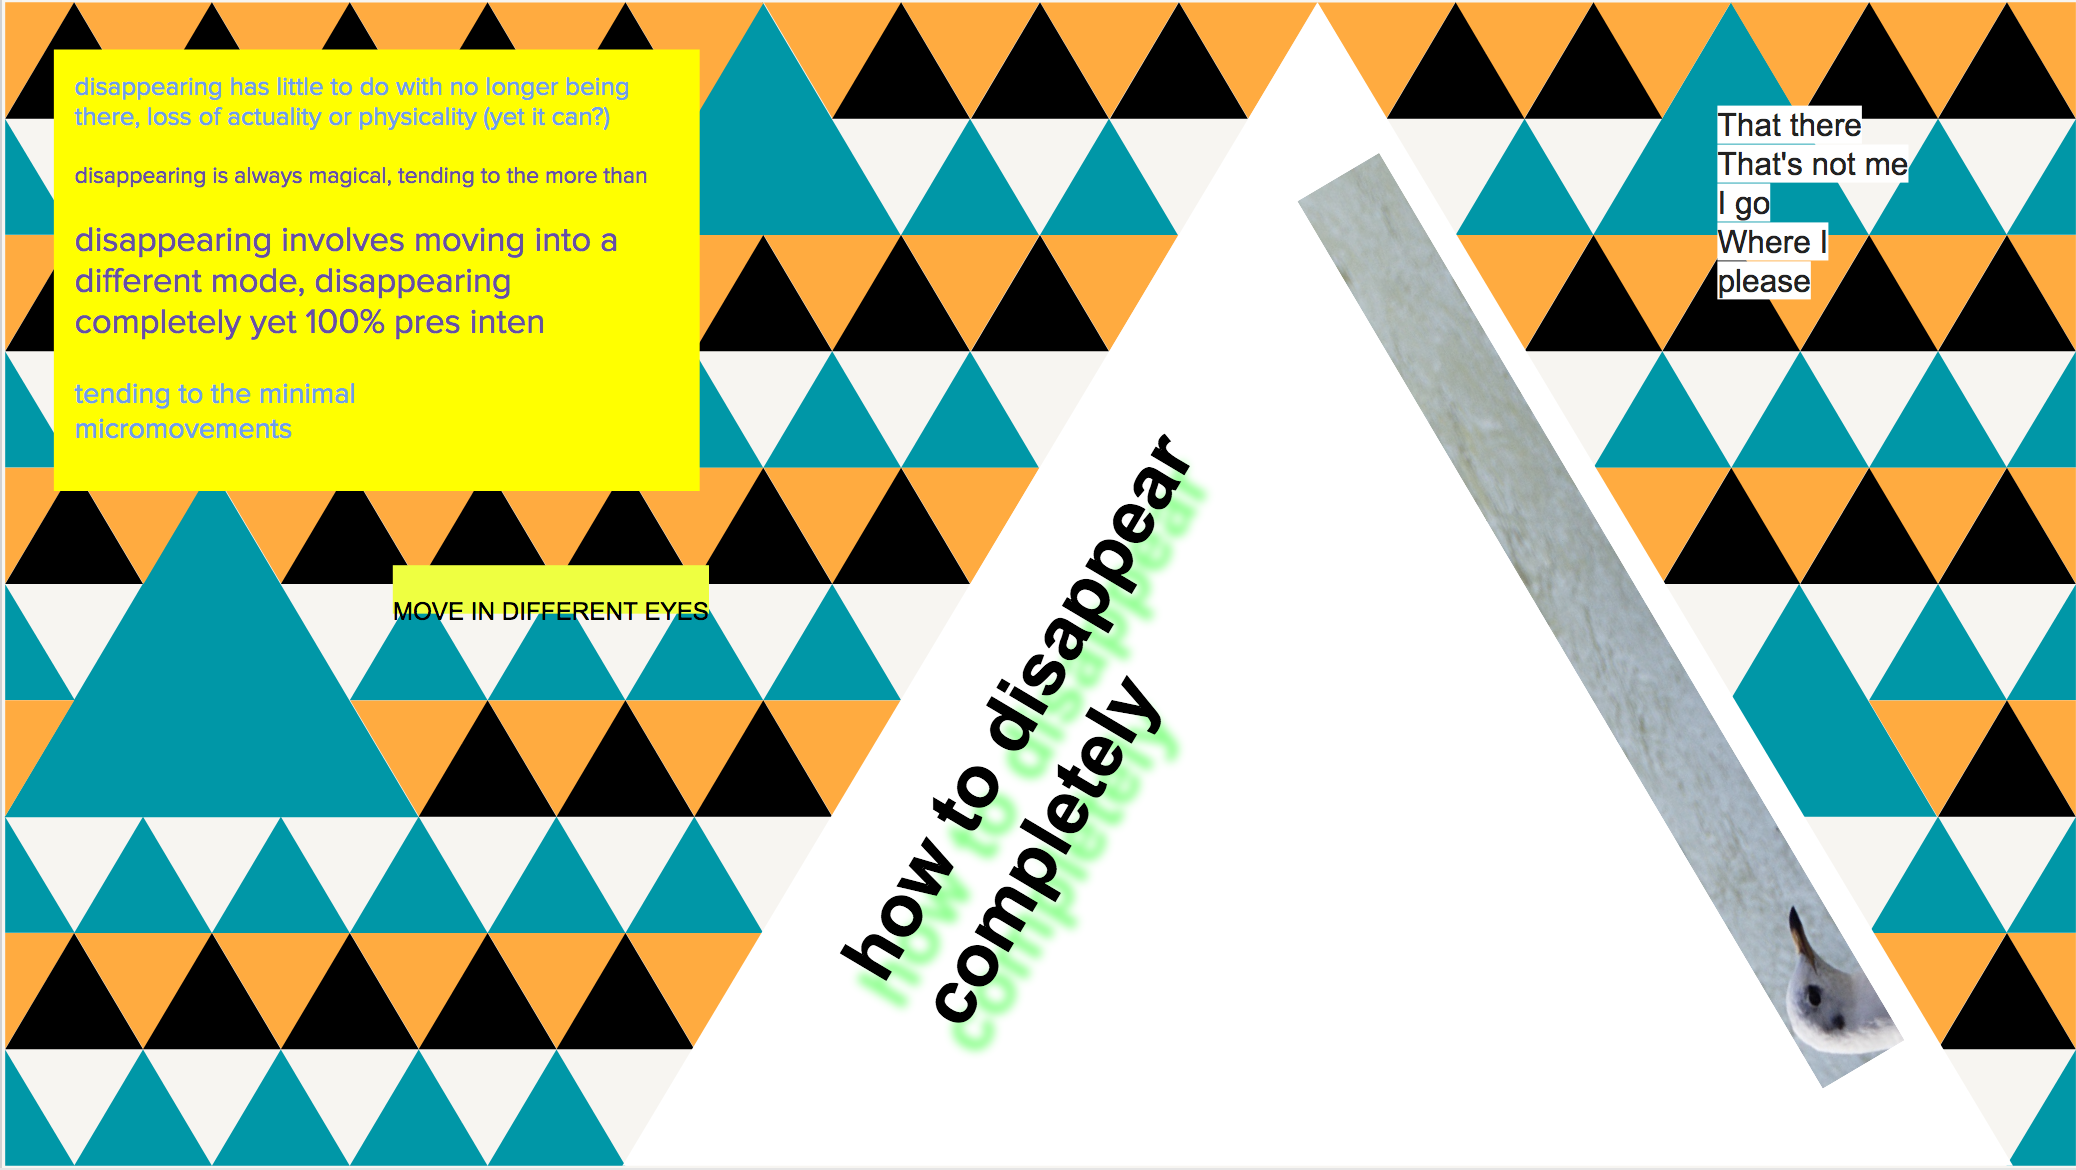 disappearing has little to do with no longer being
there, loss of actuality or physicality (yet it can?)
disappearing is always magical, tending to the more than
disappearing involves moving into a
different mode, disappearing
completely yet 100% pres inten
tending to the minimal
micromovements
MOVE IN DIFFERENT EYES
how to disappear
completely
That there
That's not me
I go
Where I
please